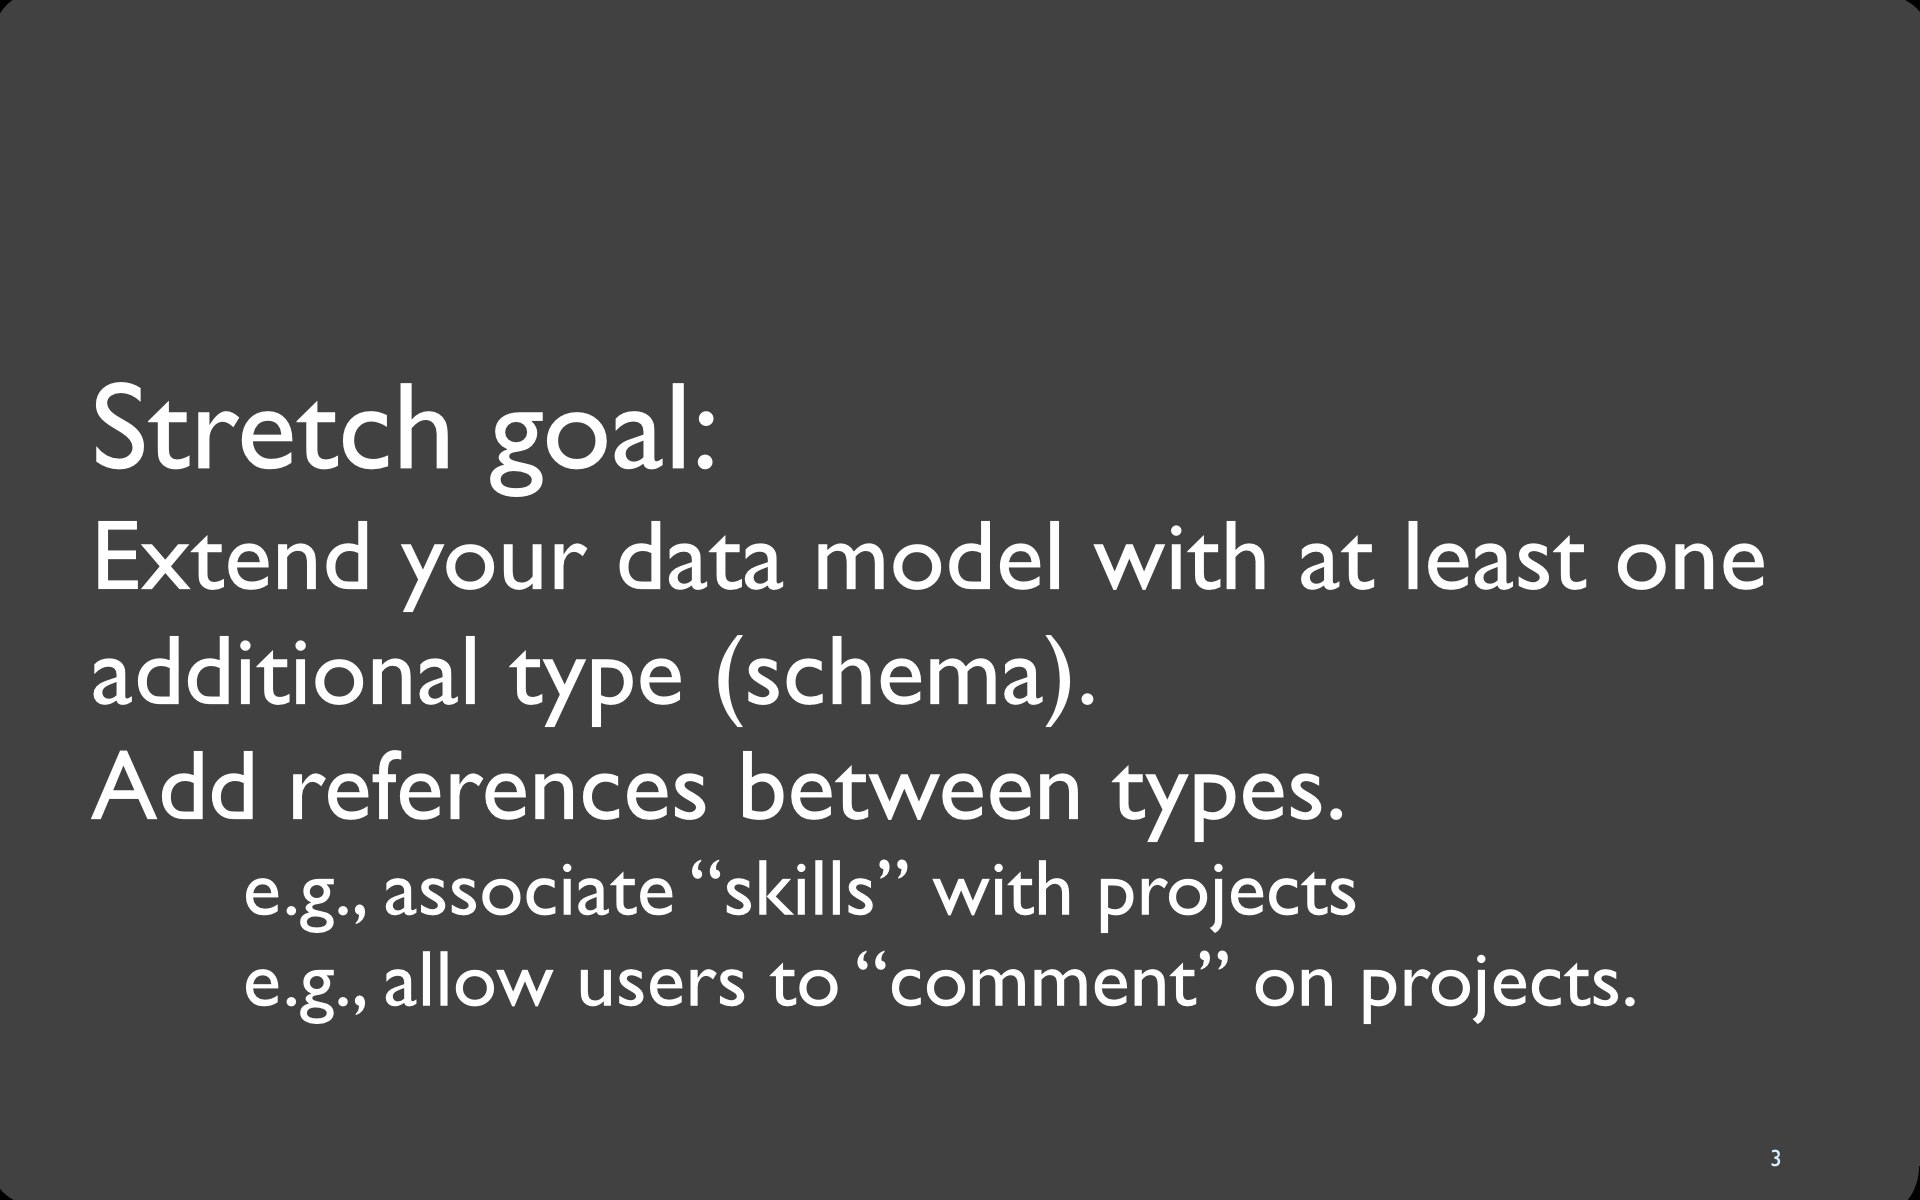 Stretch goal:
Extend your data model with at least one
additional type (schema).
Add references between types.
e.g., associate “skills” with projects
e.g., allow users to “comment” on projects.
3